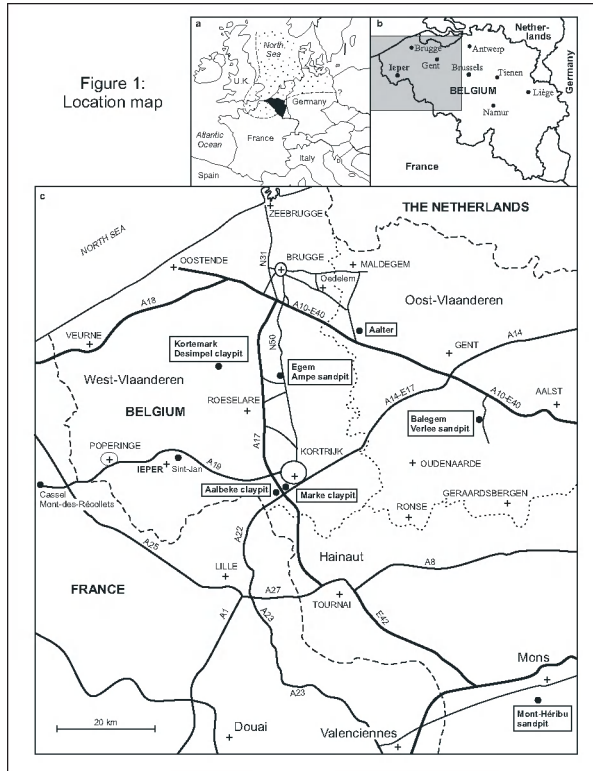 Figure 1:
Location map
a
North
Sea
U.K.
Germany
Atlantic
Ocean
France
Italy
Spain
?
b
Nether-
lands
Brugge
Antwerp
Gent
Ieper
Brussels
Tienen
BELGIUM
Liège
Namur
Germany
France
c
ZEEBRUGGE
THE NETHERLANDS
NORTH SEA
N31
BRUGGE
OOSTENDE
MALDEGEM
Oedelem
Oost-Vlaanderen
A18
A10-E40
Aalter
A14
VEURNE
Kortemark
Desimpel claypit
N50
GENT
Egem
Ampe sandpit
West-Vlaanderen
A14-E17
A10-E40
AALST
BELGIUM
ROESELARE
Balegem
Verlee sandpit
A17
POPERINGE
KORTRIJK
IEPER
Sint-Jan
A19
OUDENAARDE
Cassel
Mont-des-Récollets
Aalbeke claypit
Marke claypit
GERAARDSBERGEN
RONSE
A25
A22
Hainaut
LILLE
A8
FRANCE
A27
TOURNAI
A1
A23
E42
Mons
A23
20 km
Mont-Héribu
sandpit
Douai
Valenciennes